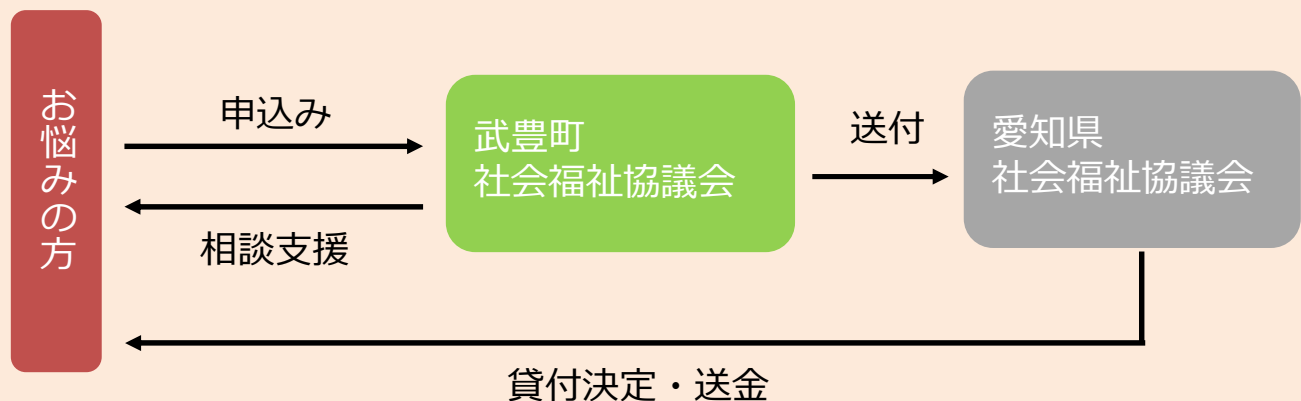 お悩みの方
申込み
相談支援
武豊町
社会福祉協議会
送付
愛知県
社会福祉協議会
貸付決定・送金